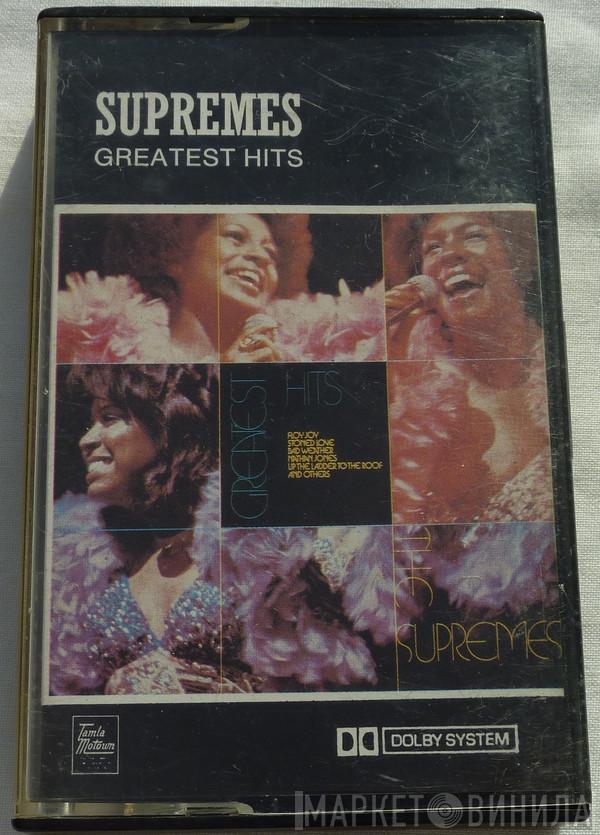 SUPREMES
GREATEST HITS
GREATEST
HITS
FLOY JOY
STONED LOVE
BAD WEATHER
NATHAN JONES
UP THE LADDER TO THE ROOF
AND OTHERS
THE
SUPREMES
Tamla
Motown
DOLBY SYSTEM
МАРКЕТ ВИНИЛА